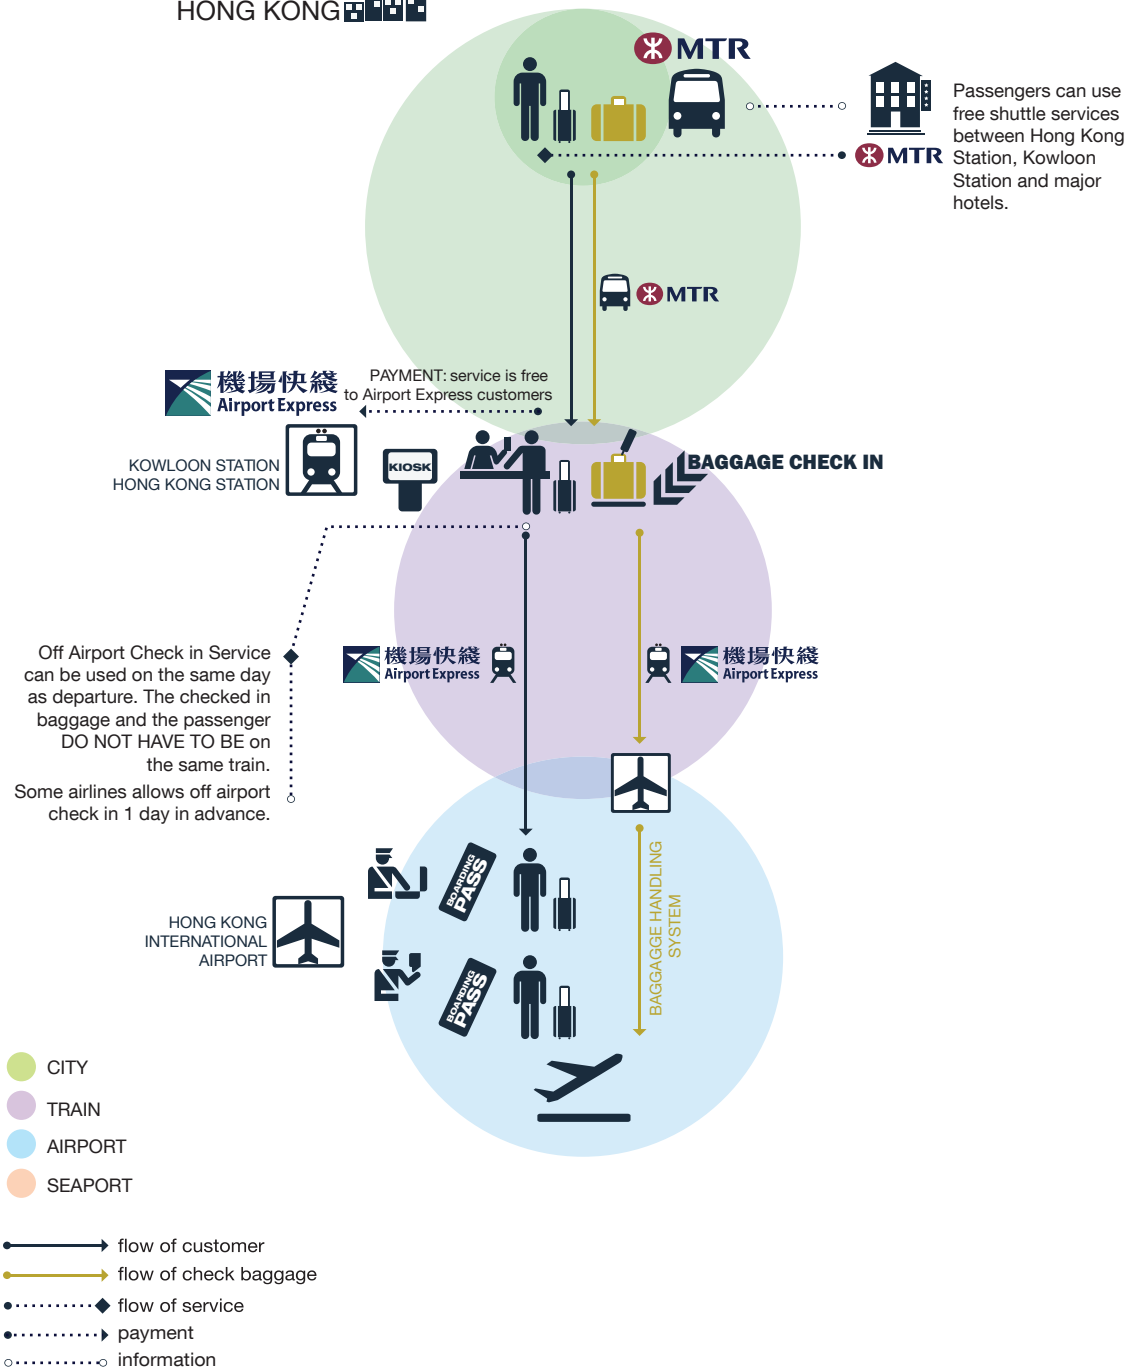 HONG KONG
MTR
Passengers can use
free shuttle services
between Hong Kong
Station, Kowloon
Station and major
hotels.
MTR
MTR
機場快綫
Airport Express
PAYMENT: service is free
to Airport Express customers
KOWLOON STATION
HONG KONG STATION
KIOSK
BAGGAGE CHECK IN
Off Airport Check in Service
can be used on the same day
as departure. The checked in
baggage and the passenger
DO NOT HAVE TO BE on
the same train.
Some airlines allows off airport
check in 1 day in advance.
機場快綫
Airport Express
機場快綫
Airport Express
BOARDING
PASS
HONG KONG
INTERNATIONAL
AIRPORT
BAGGAGGE HANDLING
SYSTEM
BOARDING
PASS
CITY
TRAIN
AIRPORT
SEAPORT
flow of customer
flow of check baggage
flow of service
payment
information